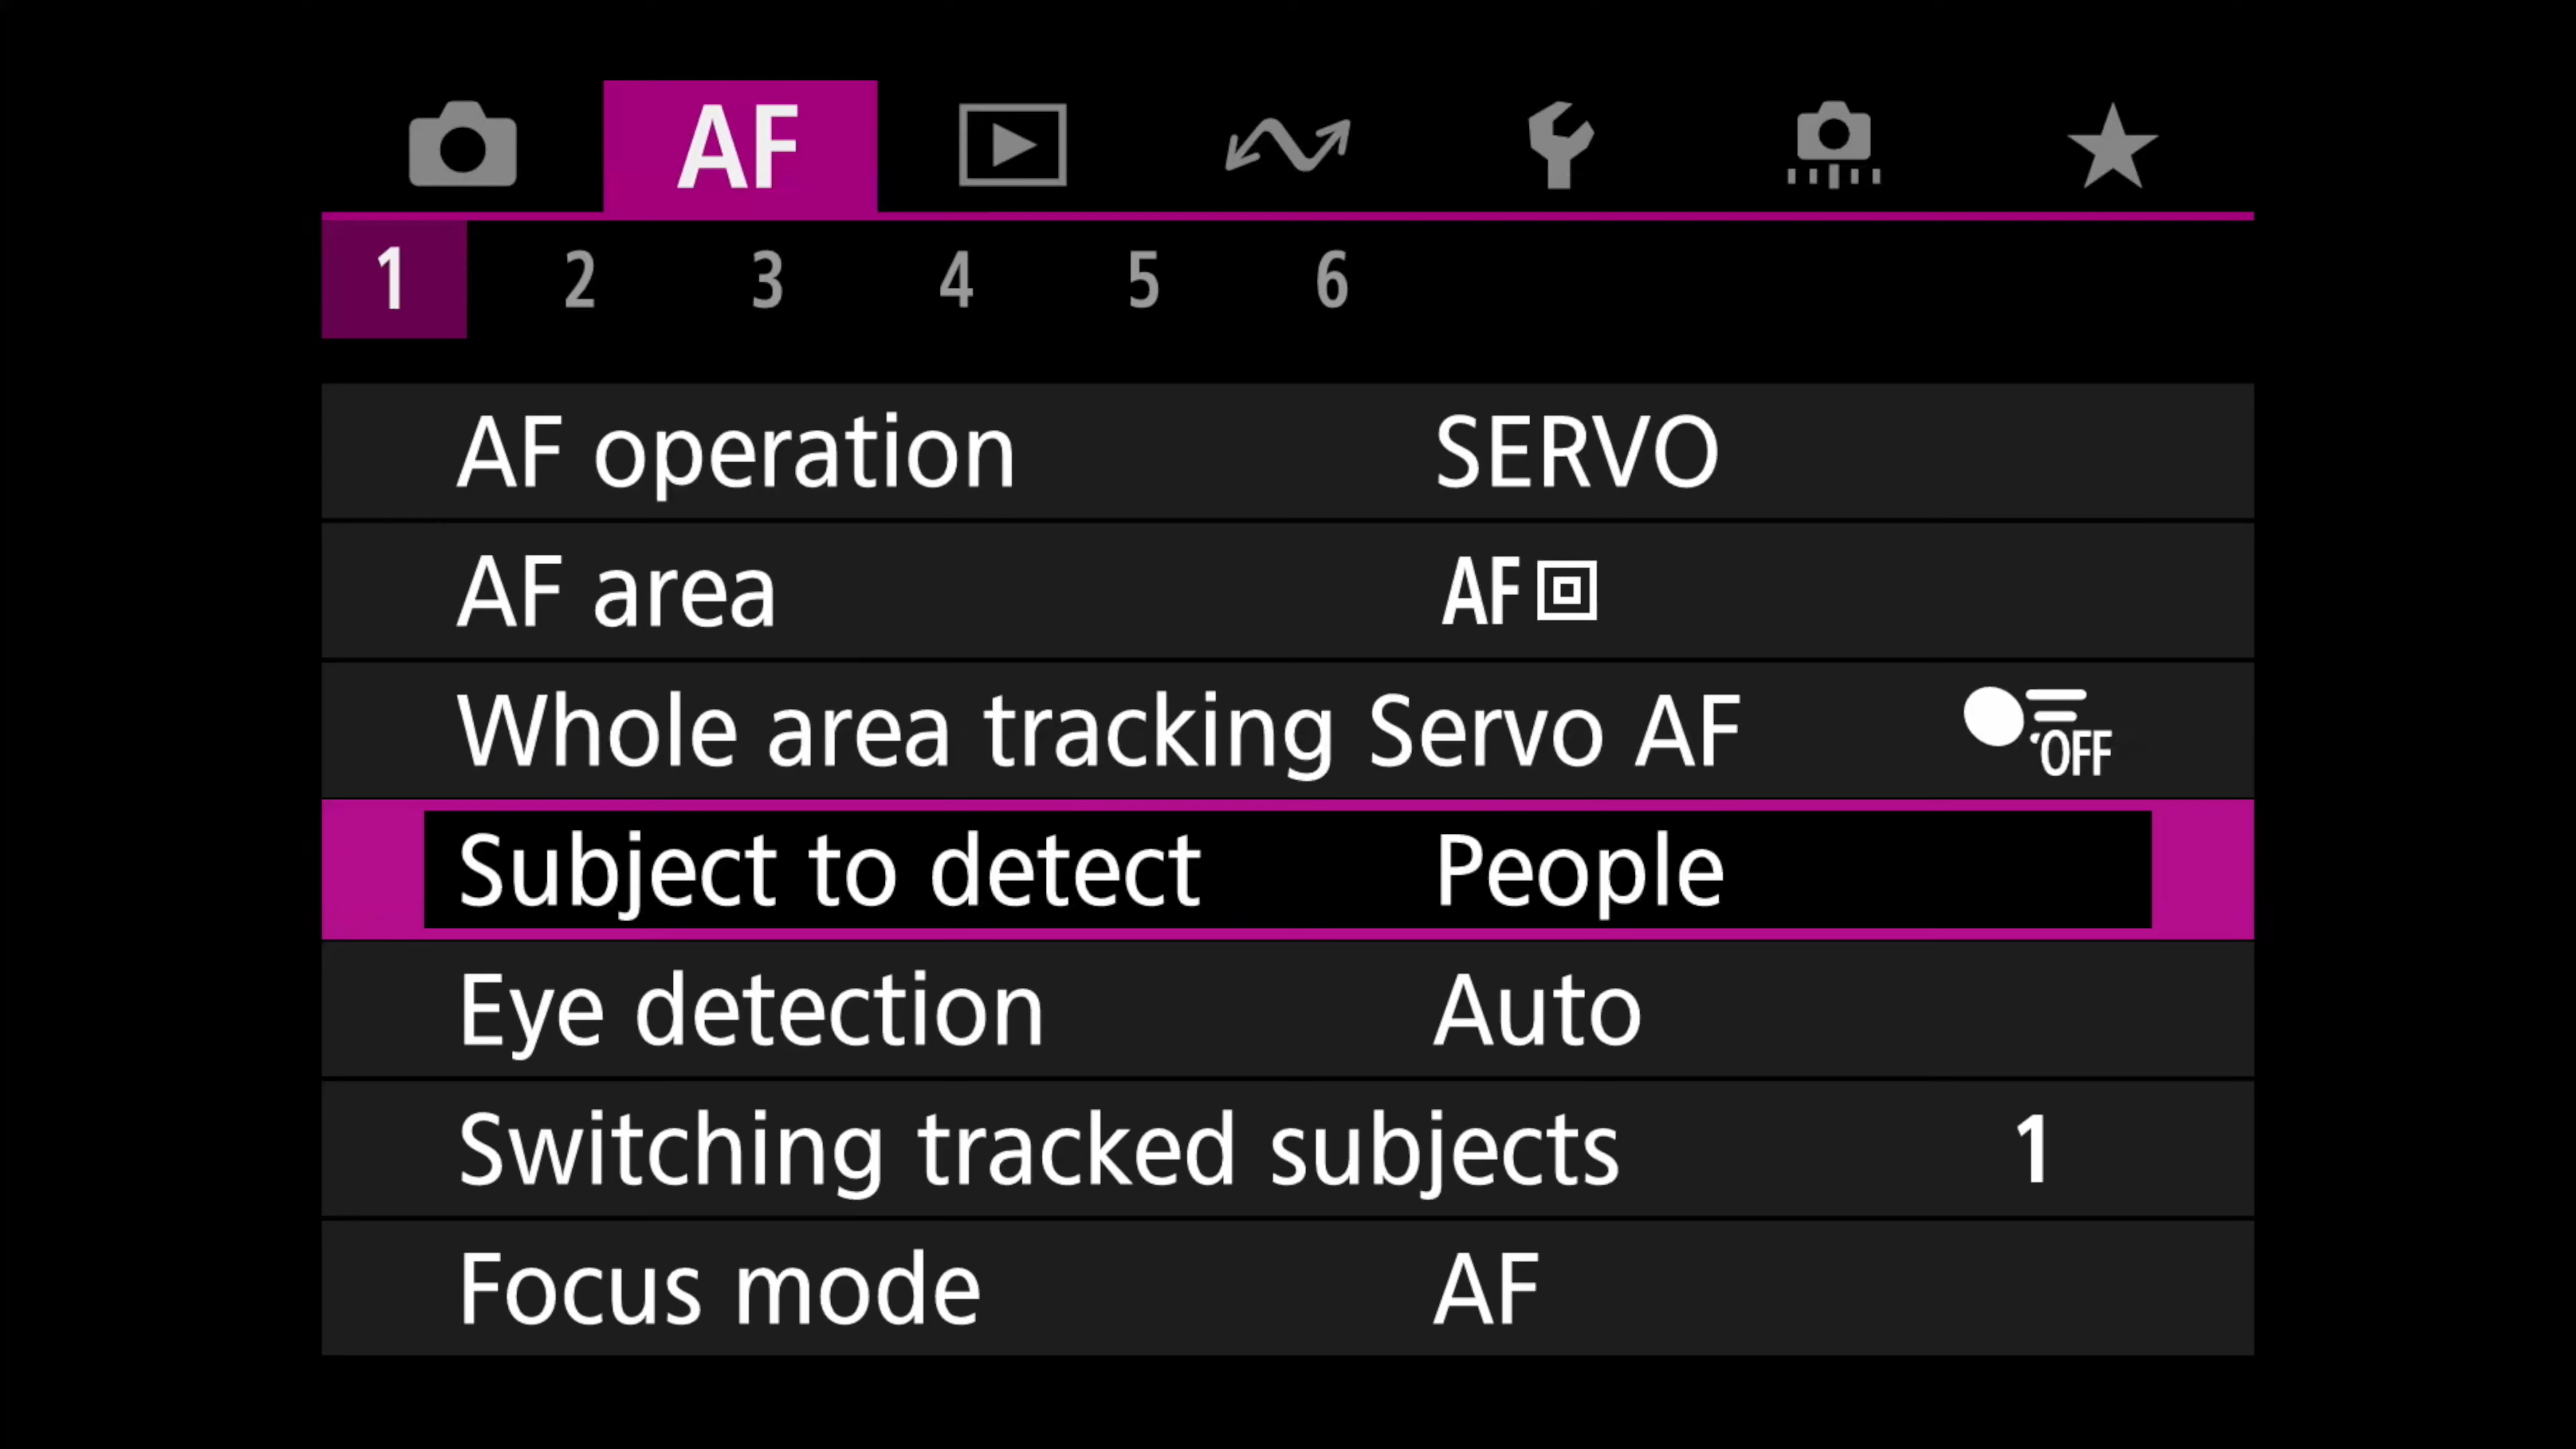 AF
1 2 3 4 5 6
AF operation SERVO
AF area AF
Whole area tracking Servo AF OFF
Subject to detect People
Eye detection Auto
Switching tracked subjects 1
Focus mode AF